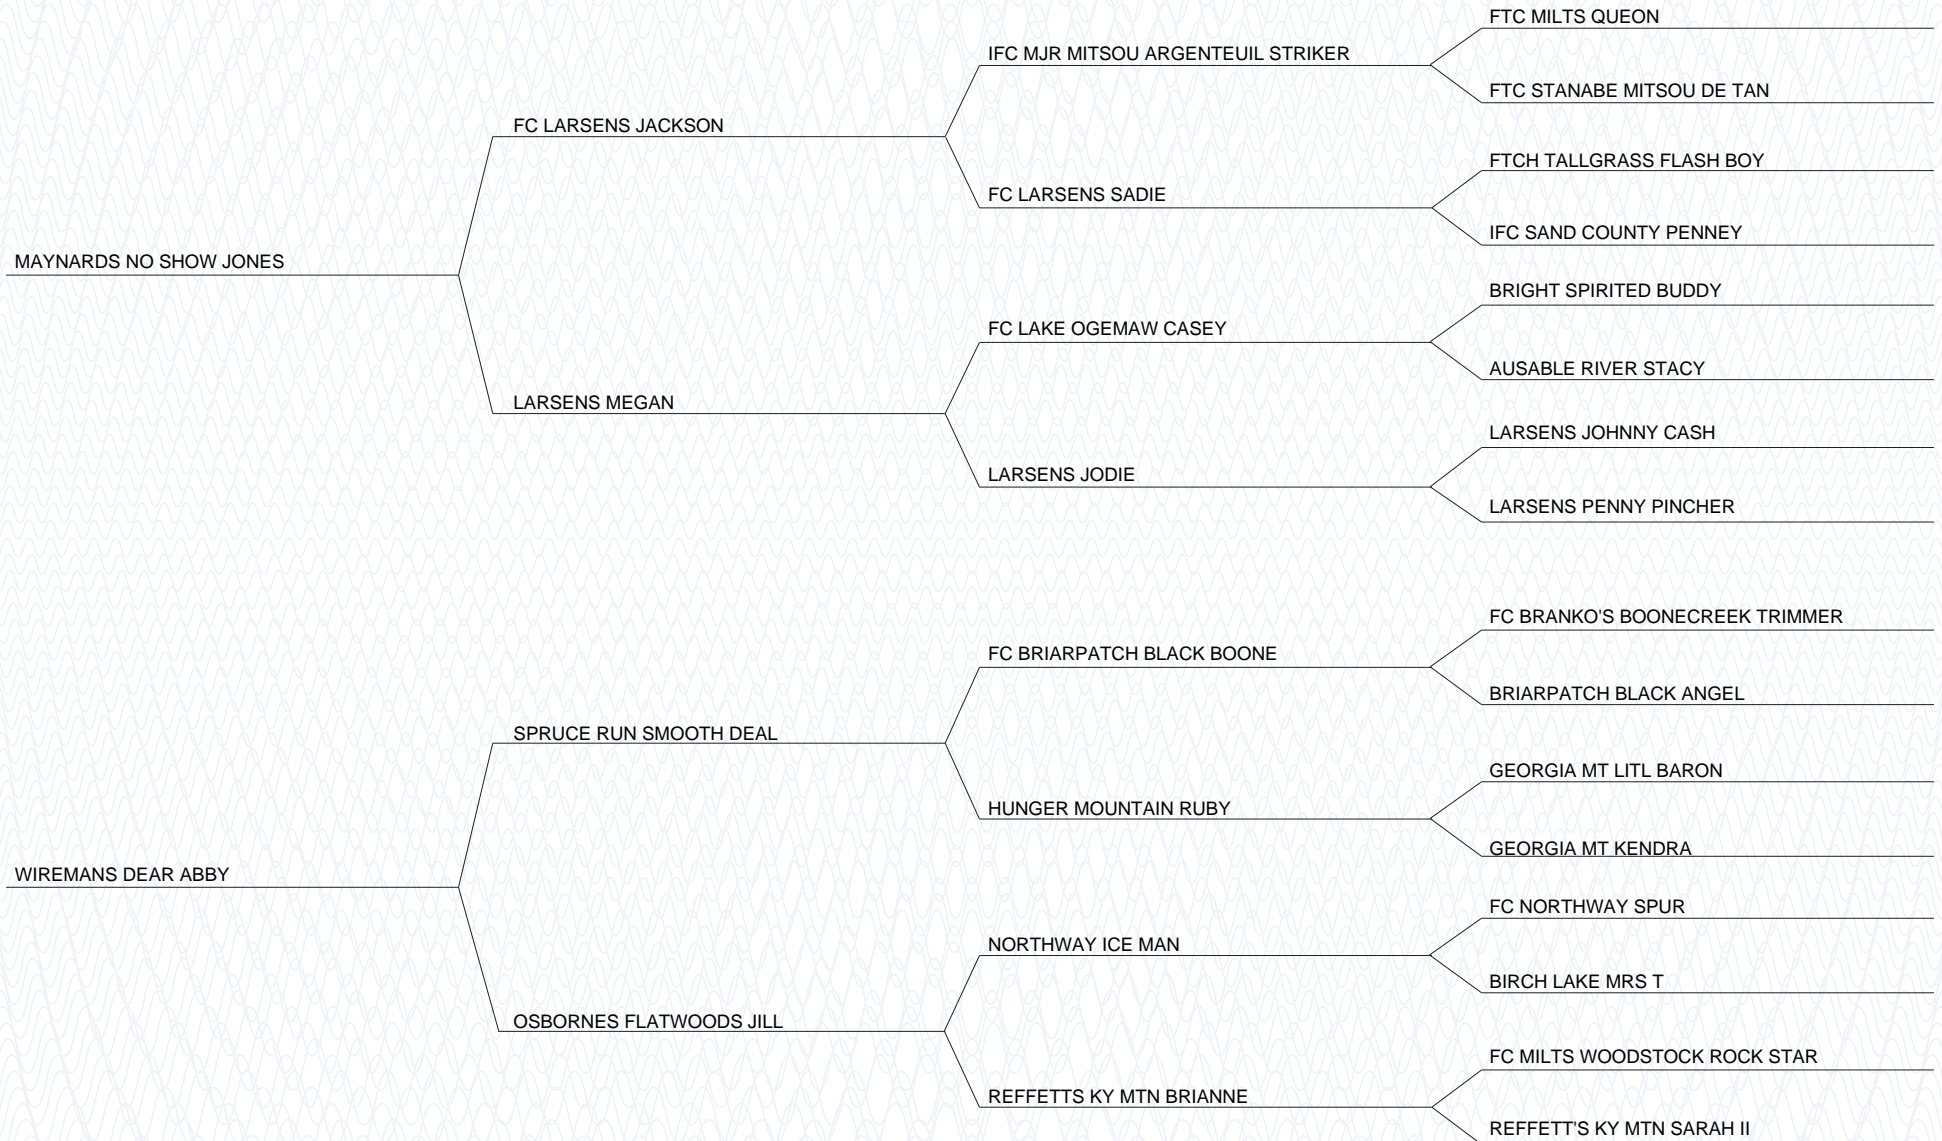 FTC MILTS QUEON
IFC MJR MITSOU ARGENTEUIL STRIKER
FTC STANABE MITSOU DE TAN
FC LARSENS JACKSON
FTCH TALLGRASS FLASH BOY
FC LARSENS SADIE
IFC SAND COUNTY PENNEY
MAYNARDS NO SHOW JONES
BRIGHT SPIRITED BUDDY
FC LAKE OGEMAW CASEY
AUSABLE RIVER STACY
LARSENS MEGAN
LARSENS JOHNNY CASH
LARSENS JODIE
LARSENS PENNY PINCHER
FC BRANKO'S BOONECREEK TRIMMER
FC BRIARPATCH BLACK BOONE
BRIARPATCH BLACK ANGEL
SPRUCE RUN SMOOTH DEAL
GEORGIA MT LITL BARON
HUNGER MOUNTAIN RUBY
GEORGIA MT KENDRA
WIREMANS DEAR ABBY
FC NORTHWAY SPUR
NORTHWAY ICE MAN
BIRCH LAKE MRS T
OSBORNES FLATWOODS JILL
FC MILTS WOODSTOCK ROCK STAR
REFFETTS KY MTN BRIANNE
REFFETT'S KY MTN SARAH II